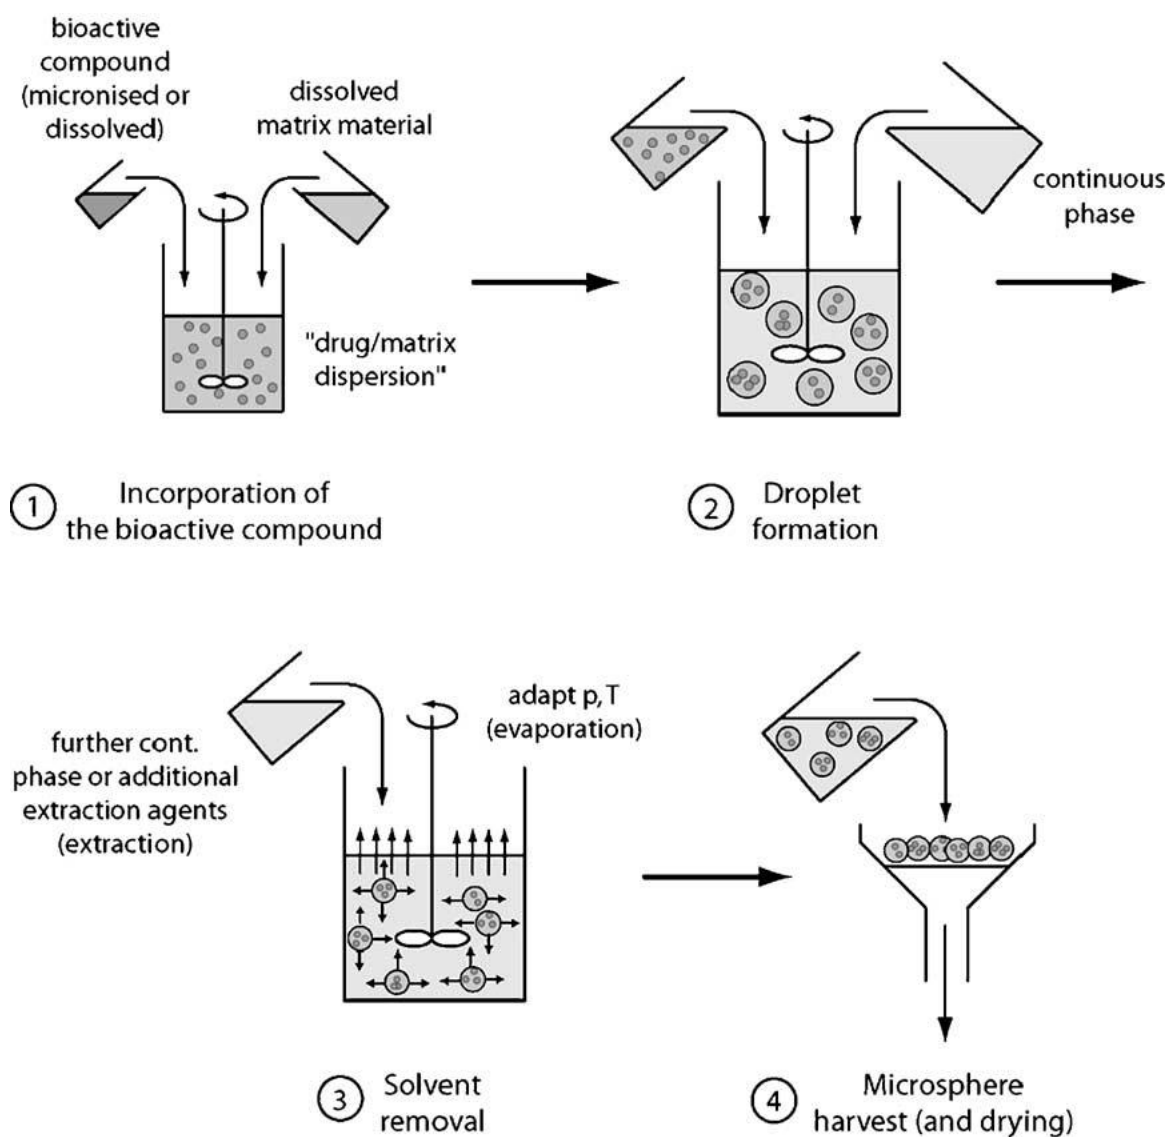 bioactive
compound
(micronised or
dissolved)
dissolved
matrix material
"drug/matrix
dispersion"
continuous
phase
1 Incorporation of
the bioactive compound
2 Droplet
formation
further cont.
phase or additional
extraction agents
(extraction)
adapt p,T
(evaporation)
3 Solvent
removal
4 Microsphere
harvest (and drying)